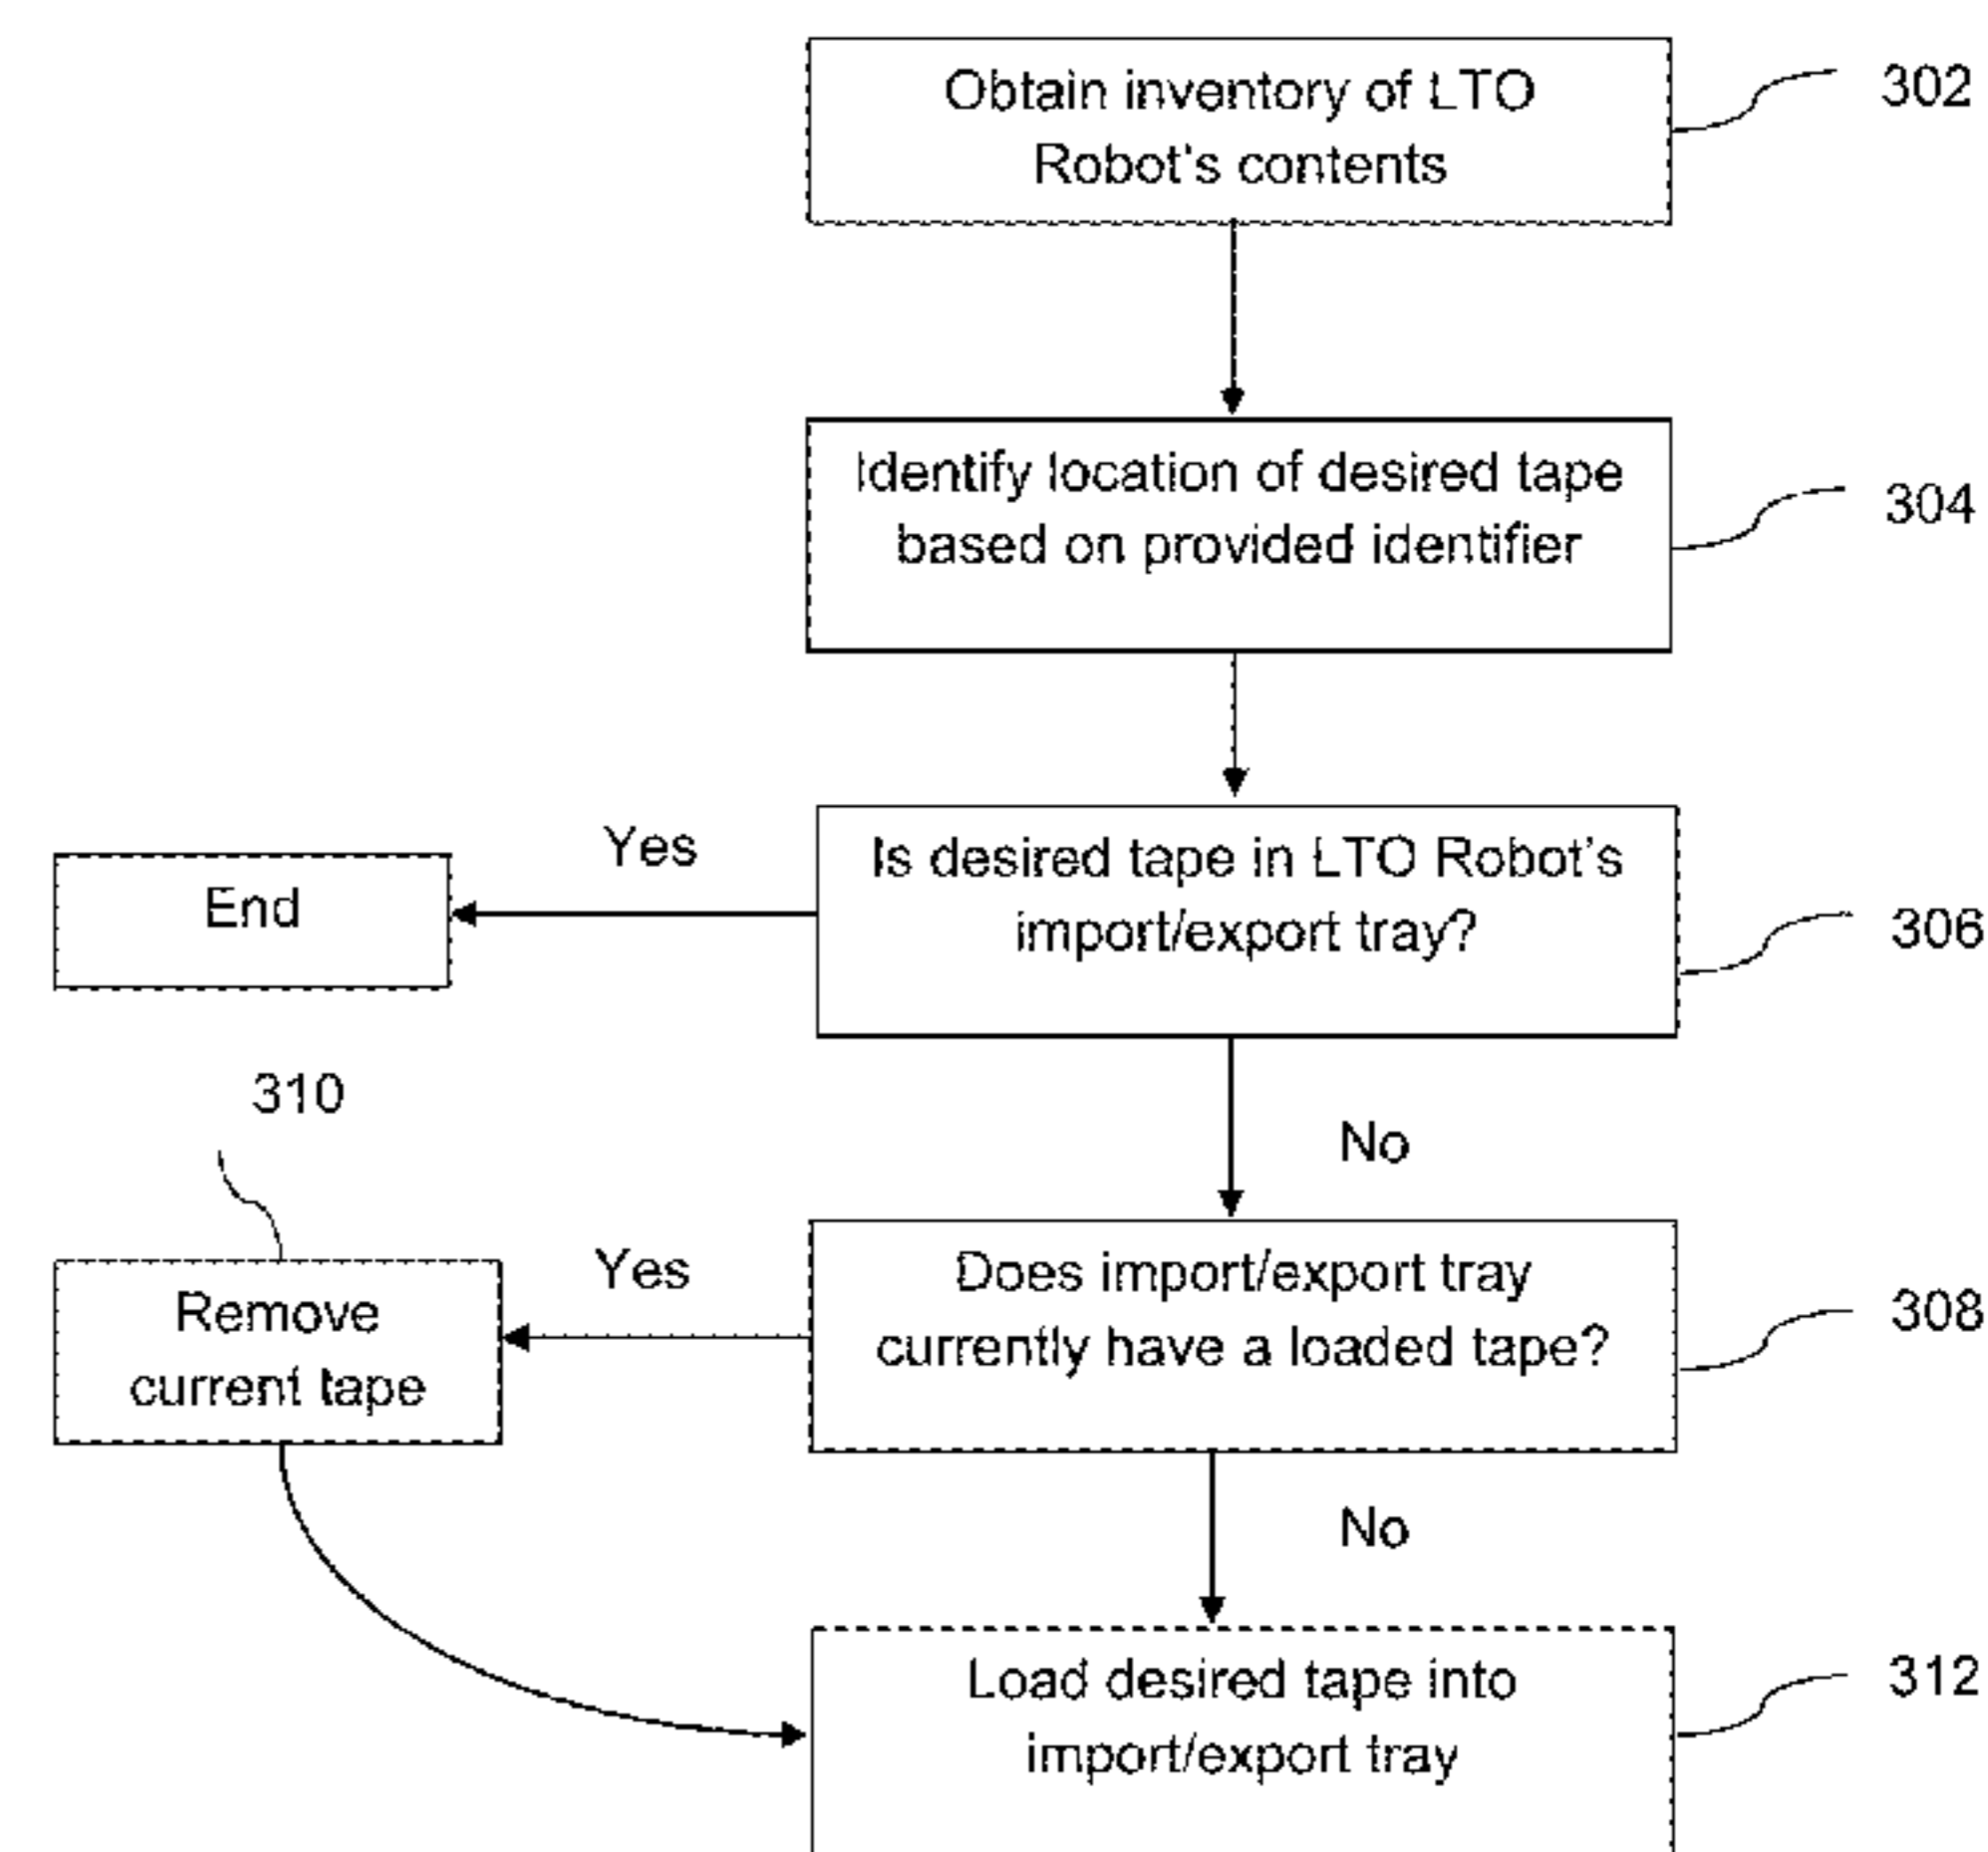 Obtain inventory of LTO
Robot's contents
302
Identify location of desired tape
based on provided identifier
304
Is desired tape in LTO Robot's
import/export tray?
306
Yes
End
No
Does import/export tray
currently have a loaded tape?
308
Yes
310
Remove
current tape
No
Load desired tape into
import/export tray
312